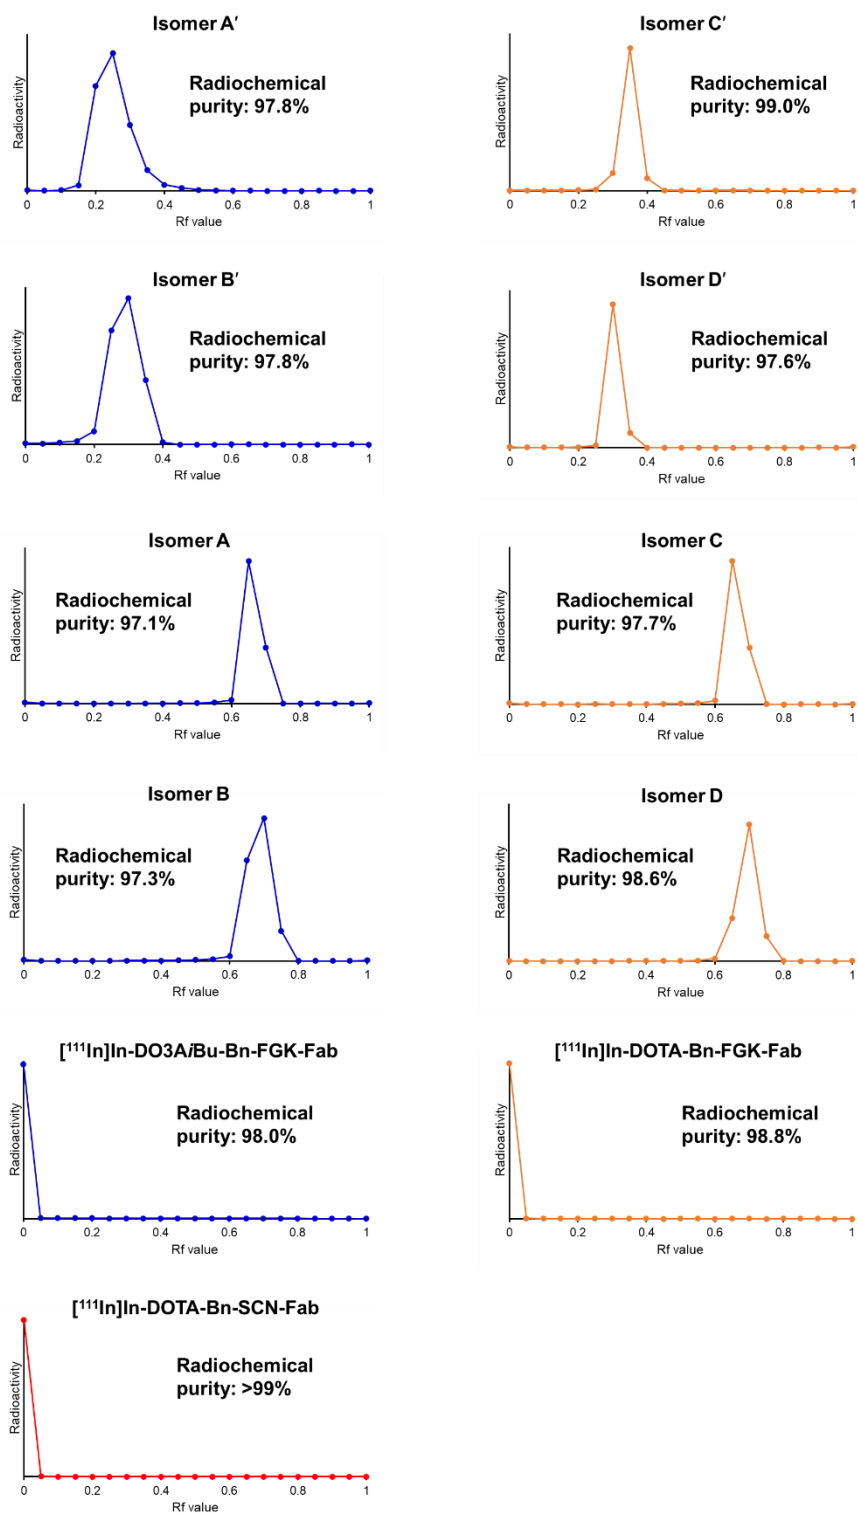 Isomer A′
Radioactivity
Radiochemical
purity: 97.8%
0 0.2 0.4 0.6 0.8 1
Rf value
Isomer C′
Radioactivity
Radiochemical
purity: 99.0%
0 0.2 0.4 0.6 0.8 1
Rf value
Isomer B′
Radioactivity
Radiochemical
purity: 97.8%
0 0.2 0.4 0.6 0.8 1
Rf value
Isomer D′
Radioactivity
Radiochemical
purity: 97.6%
0 0.2 0.4 0.6 0.8 1
Rf value
Isomer A
Radioactivity
Radiochemical
purity: 97.1%
0 0.2 0.4 0.6 0.8 1
Rf value
Isomer C
Radioactivity
Radiochemical
purity: 97.7%
0 0.2 0.4 0.6 0.8 1
Rf value
Isomer B
Radioactivity
Radiochemical
purity: 97.3%
0 0.2 0.4 0.6 0.8 1
Rf value
Isomer D
Radioactivity
Radiochemical
purity: 98.6%
0 0.2 0.4 0.6 0.8 1
Rf value
[¹¹¹In]In-DO3AiBu-Bn-FGK-Fab
Radioactivity
Radiochemical
purity: 98.0%
0 0.2 0.4 0.6 0.8 1
Rf value
[¹¹¹In]In-DOTA-Bn-FGK-Fab
Radioactivity
Radiochemical
purity: 98.8%
0 0.2 0.4 0.6 0.8 1
Rf value
[¹¹¹In]In-DOTA-Bn-SCN-Fab
Radioactivity
Radiochemical
purity: >99%
0 0.2 0.4 0.6 0.8 1
Rf value